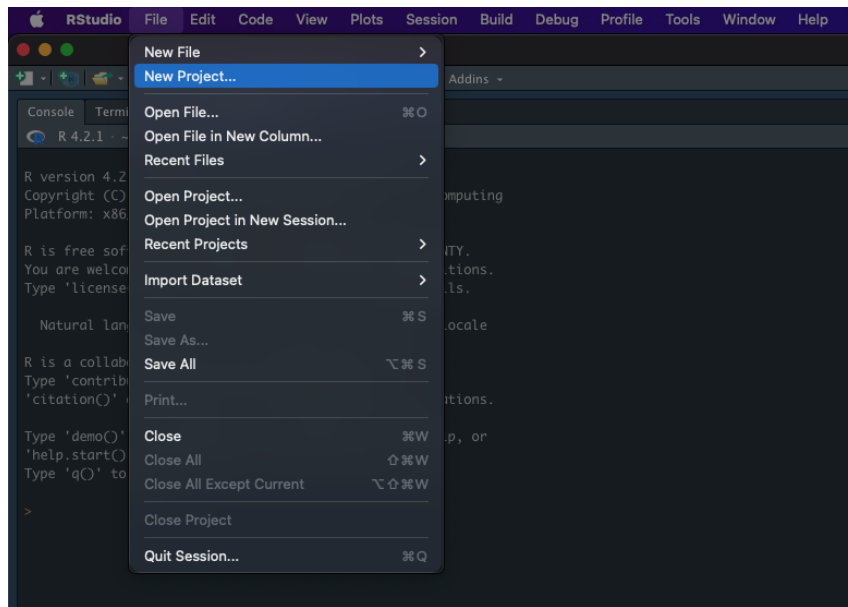 RStudio File Edit Code View Plots Session Build Debug Profile Tools Window Help
Addins
Console Termi
R 4.2.1 · ~
New File
New Project...
Open File... ⌘O
Open File in New Column...
Recent Files
Open Project...
Open Project in New Session...
Recent Projects
Import Dataset
Save ⌘S
Save As...
Save All ⌥⌘S
Print...
Close ⌘W
Close All ⇧⌘W
Close All Except Current ⌥⇧⌘W
Close Project
Quit Session... ⌘Q
R version 4.2
Copyright (C) mputing
Platform: x86
R is free sof NTY.
You are welco tions.
Type 'license ls.
Natural lan ocale
R is a collab
Type 'contrib
'citation()' tions.
Type 'demo()' p, or
'help.start()
Type 'q()' to
>